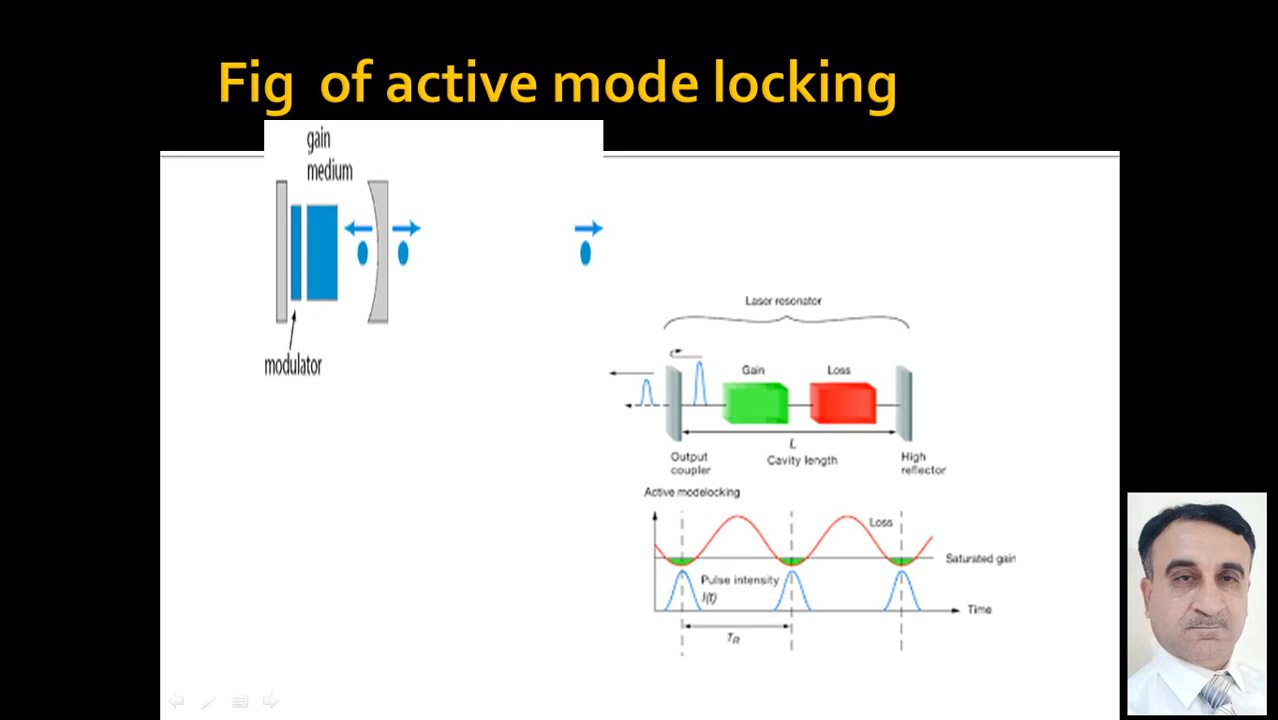 Fig of active mode locking
gain
medium
modulator
Laser resonator
Gain
Loss
L
Output
coupler
Cavity length
High
reflector
Active modelocking
Loss
Saturated gain
Pulse intensity
I(t)
Time
TR